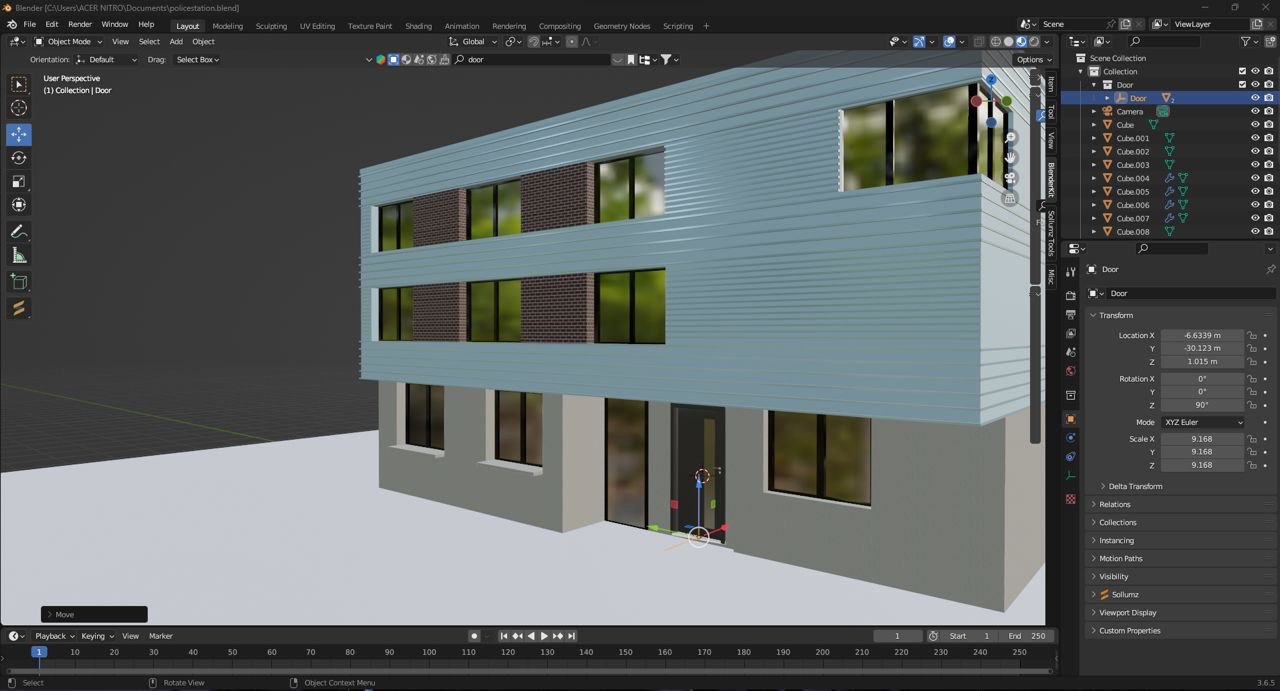 Blender [C:\Users\ACER NITRO\Documents\policestation.blend]
File Edit Render Window Help Layout Modeling Sculpting UV Editing Texture Paint Shading Animation Rendering Compositing Geometry Nodes Scripting + Scene ViewLayer
Object Mode View Select Add Object Global
Orientation: Default Drag: Select Box door Options
User Perspective
(1) Collection | Door
Z
Item
Tool
View
BlenderKit
Sollumz Tools
Misc
Move
Scene Collection
Collection
Door
Door 2
Camera
Cube
Cube.001
Cube.002
Cube.003
Cube.004
Cube.005
Cube.006
Cube.007
Cube.008
Door
Door
Transform
Location X -6.6339 m
Y -30.123 m
Z 1.015 m
Rotation X 0°
Y 0°
Z 90°
Mode XYZ Euler
Scale X 9.168
Y 9.168
Z 9.168
Delta Transform
Relations
Collections
Instancing
Motion Paths
Visibility
Sollumz
Viewport Display
Custom Properties
Playback Keying View Marker 1 Start 1 End 250
1 10 20 30 40 50 60 70 80 90 100 110 120 130 140 150 160 170 180 190 200 210 220 230 240 250
Select Rotate View Object Context Menu 3.6.5